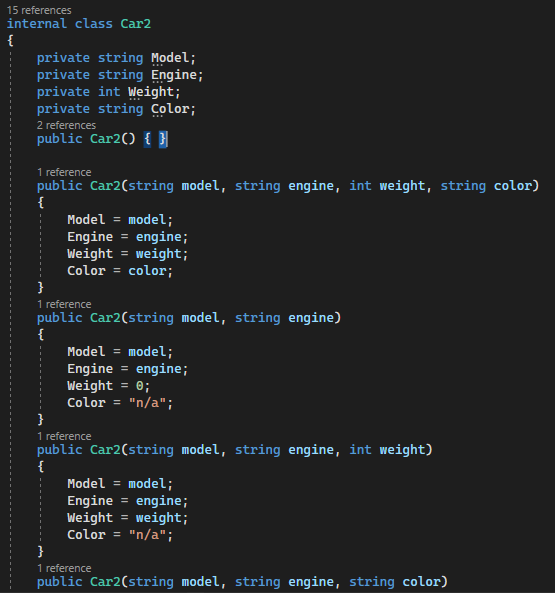 15 references
internal class Car2
{
private string Model;
private string Engine;
private int Weight;
private string Color;
2 references
public Car2() { }
1 reference
public Car2(string model, string engine, int weight, string color)
{
Model = model;
Engine = engine;
Weight = weight;
Color = color;
}
1 reference
public Car2(string model, string engine)
{
Model = model;
Engine = engine;
Weight = 0;
Color = "n/a";
}
1 reference
public Car2(string model, string engine, int weight)
{
Model = model;
Engine = engine;
Weight = weight;
Color = "n/a";
}
1 reference
public Car2(string model, string engine, string color)